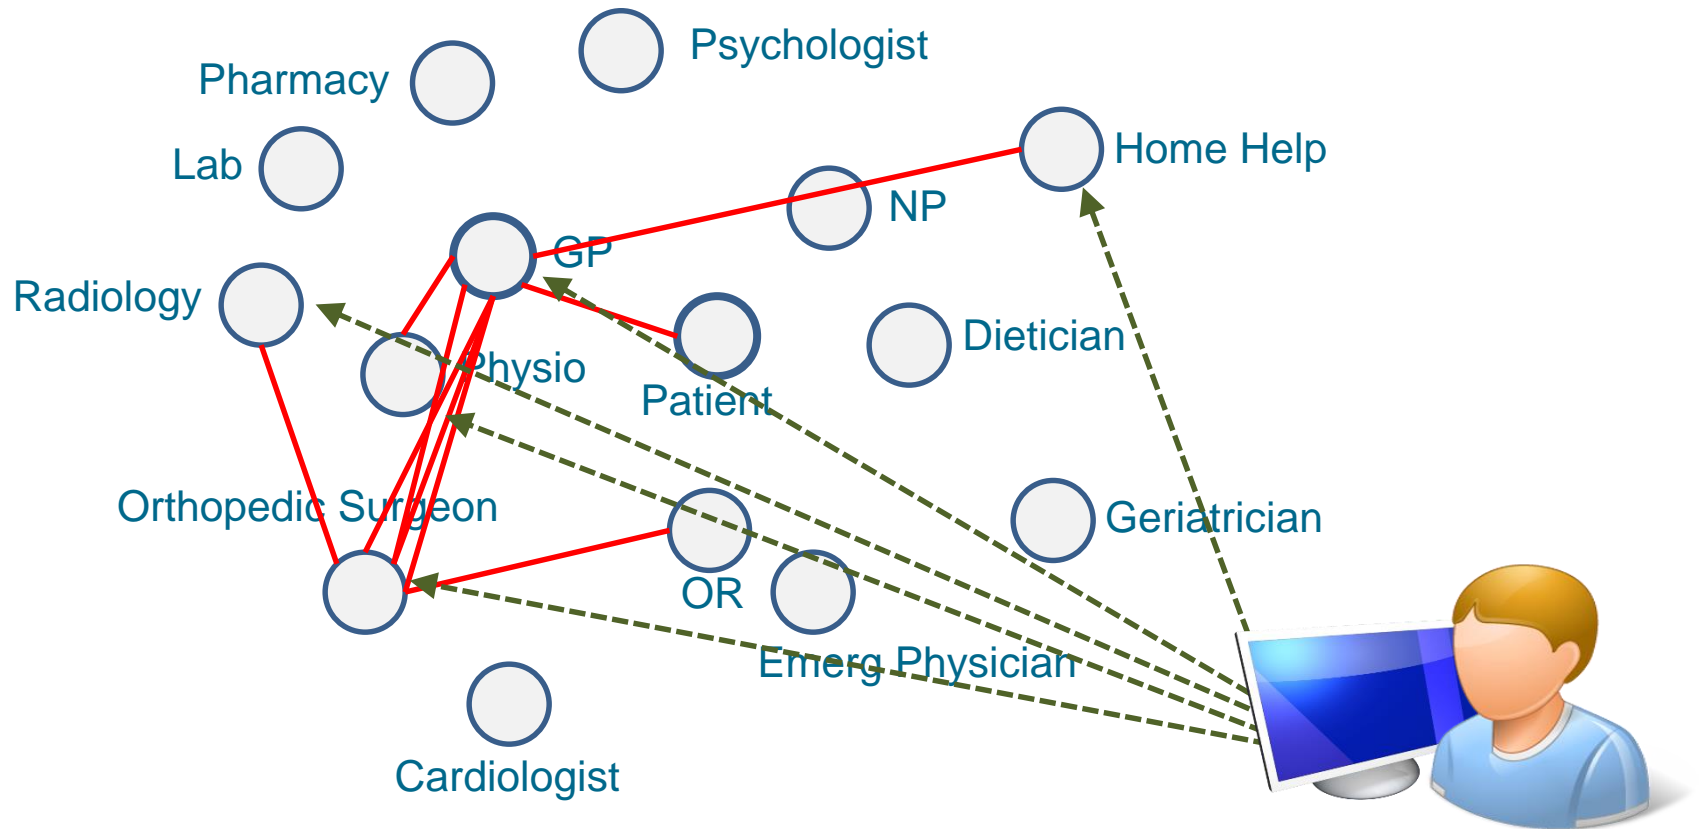 Psychologist
Pharmacy
Home Help
Lab
NP
GP
Radiology
Dietician
Physio
Patient
Orthopedic Surgeon
Geriatrician
OR
Emerg Physician
Cardiologist